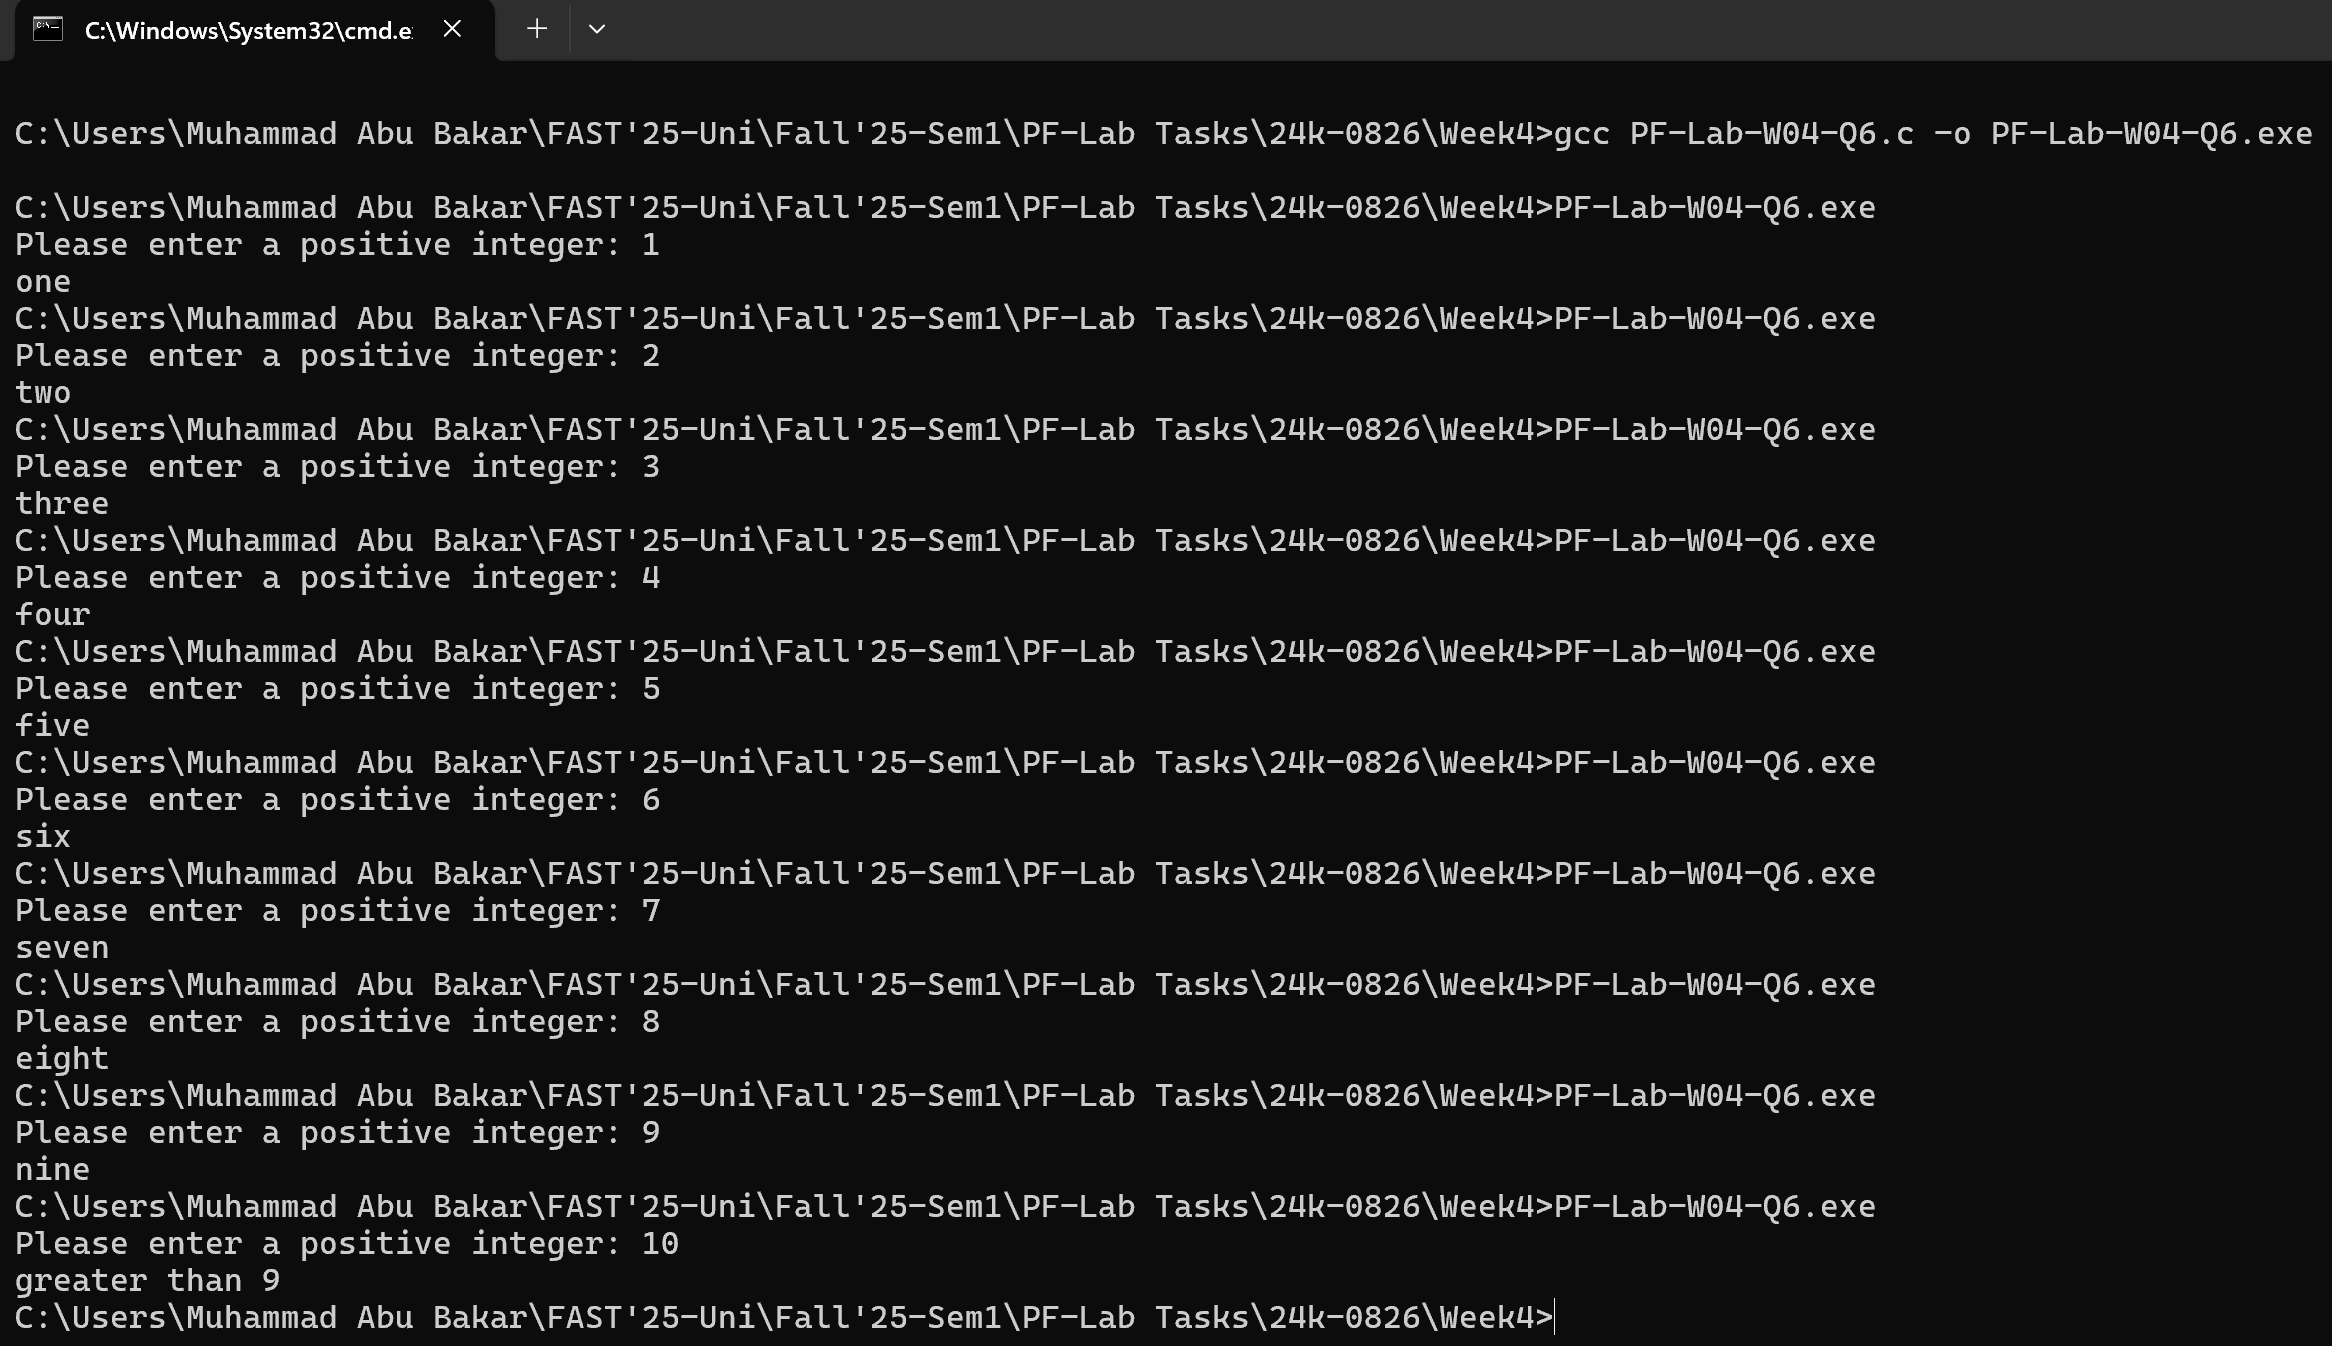 C:\Windows\System32\cmd.e
C:\Users\Muhammad Abu Bakar\FAST'25-Uni\Fall'25-Sem1\PF-Lab Tasks\24k-0826\Week4>gcc PF-Lab-W04-Q6.c -o PF-Lab-W04-Q6.exe
C:\Users\Muhammad Abu Bakar\FAST'25-Uni\Fall'25-Sem1\PF-Lab Tasks\24k-0826\Week4>PF-Lab-W04-Q6.exe
Please enter a positive integer: 1
one
C:\Users\Muhammad Abu Bakar\FAST'25-Uni\Fall'25-Sem1\PF-Lab Tasks\24k-0826\Week4>PF-Lab-W04-Q6.exe
Please enter a positive integer: 2
two
C:\Users\Muhammad Abu Bakar\FAST'25-Uni\Fall'25-Sem1\PF-Lab Tasks\24k-0826\Week4>PF-Lab-W04-Q6.exe
Please enter a positive integer: 3
three
C:\Users\Muhammad Abu Bakar\FAST'25-Uni\Fall'25-Sem1\PF-Lab Tasks\24k-0826\Week4>PF-Lab-W04-Q6.exe
Please enter a positive integer: 4
four
C:\Users\Muhammad Abu Bakar\FAST'25-Uni\Fall'25-Sem1\PF-Lab Tasks\24k-0826\Week4>PF-Lab-W04-Q6.exe
Please enter a positive integer: 5
five
C:\Users\Muhammad Abu Bakar\FAST'25-Uni\Fall'25-Sem1\PF-Lab Tasks\24k-0826\Week4>PF-Lab-W04-Q6.exe
Please enter a positive integer: 6
six
C:\Users\Muhammad Abu Bakar\FAST'25-Uni\Fall'25-Sem1\PF-Lab Tasks\24k-0826\Week4>PF-Lab-W04-Q6.exe
Please enter a positive integer: 7
seven
C:\Users\Muhammad Abu Bakar\FAST'25-Uni\Fall'25-Sem1\PF-Lab Tasks\24k-0826\Week4>PF-Lab-W04-Q6.exe
Please enter a positive integer: 8
eight
C:\Users\Muhammad Abu Bakar\FAST'25-Uni\Fall'25-Sem1\PF-Lab Tasks\24k-0826\Week4>PF-Lab-W04-Q6.exe
Please enter a positive integer: 9
nine
C:\Users\Muhammad Abu Bakar\FAST'25-Uni\Fall'25-Sem1\PF-Lab Tasks\24k-0826\Week4>PF-Lab-W04-Q6.exe
Please enter a positive integer: 10
greater than 9
C:\Users\Muhammad Abu Bakar\FAST'25-Uni\Fall'25-Sem1\PF-Lab Tasks\24k-0826\Week4>